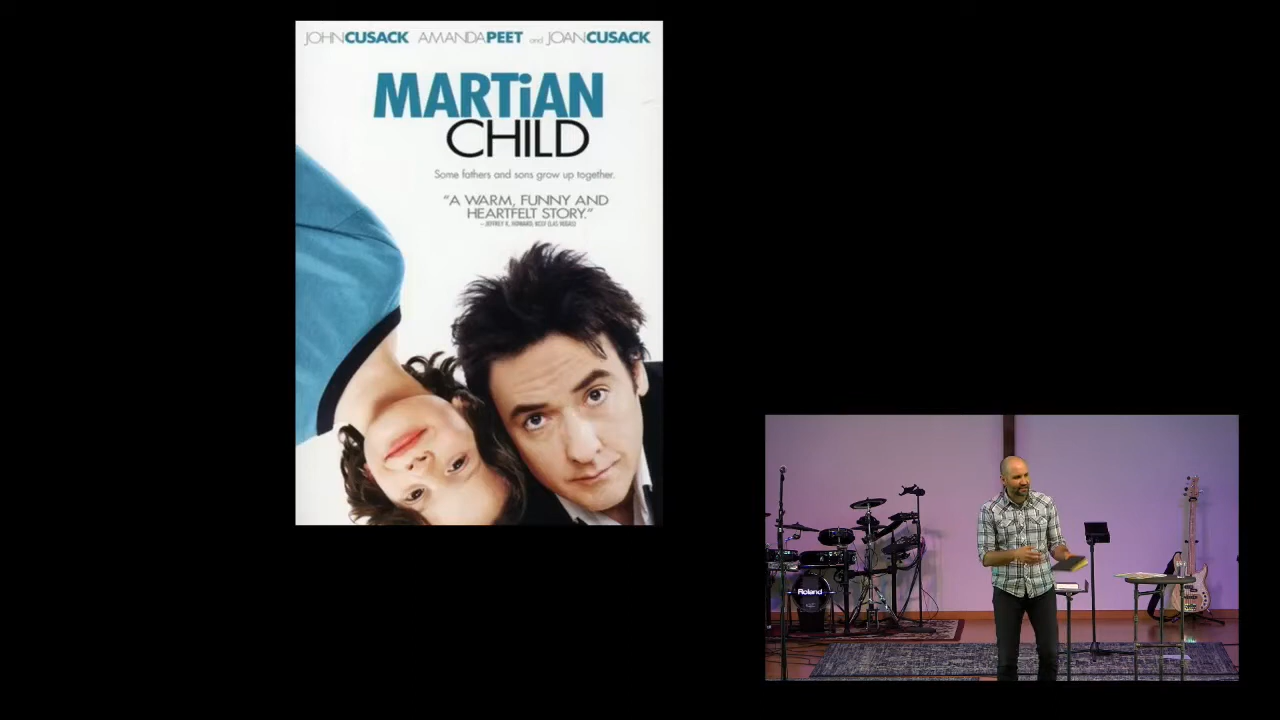 JOHN CUSACK AMANDA PEET and JOAN CUSACK
MARTiAN
CHILD
Some fathers and sons grow up together.
"A WARM, FUNNY AND
HEARTFELT STORY."
Roland